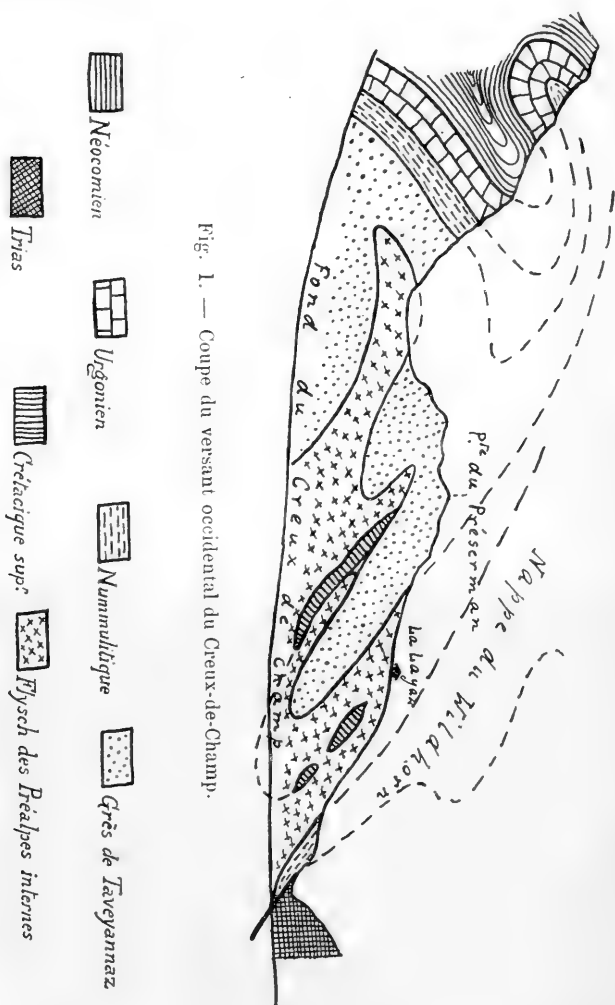 Nappe du Wildhorn
pte du Préserman
La Layaz
Fond du Creux de Champ
Fig. 1. — Coupe du versant occidental du Creux-de-Champ.
Néocomien
Urgonien
Nummulitique
Grès de Taveyannaz
Trias
Crétacique supr
Flysch des Préalpes internes